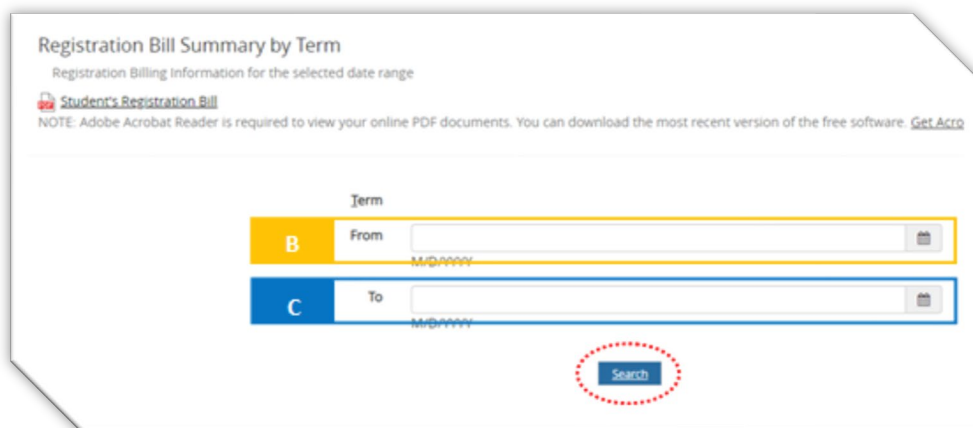 Registration Bill Summary by Term
Registration Billing Information for the selected date range
Student's Registration Bill
NOTE: Adobe Acrobat Reader is required to view your online PDF documents. You can download the most recent version of the free software. Get Acro
Term
B From
M/D/YYYY
C To
M/D/YYYY
Search